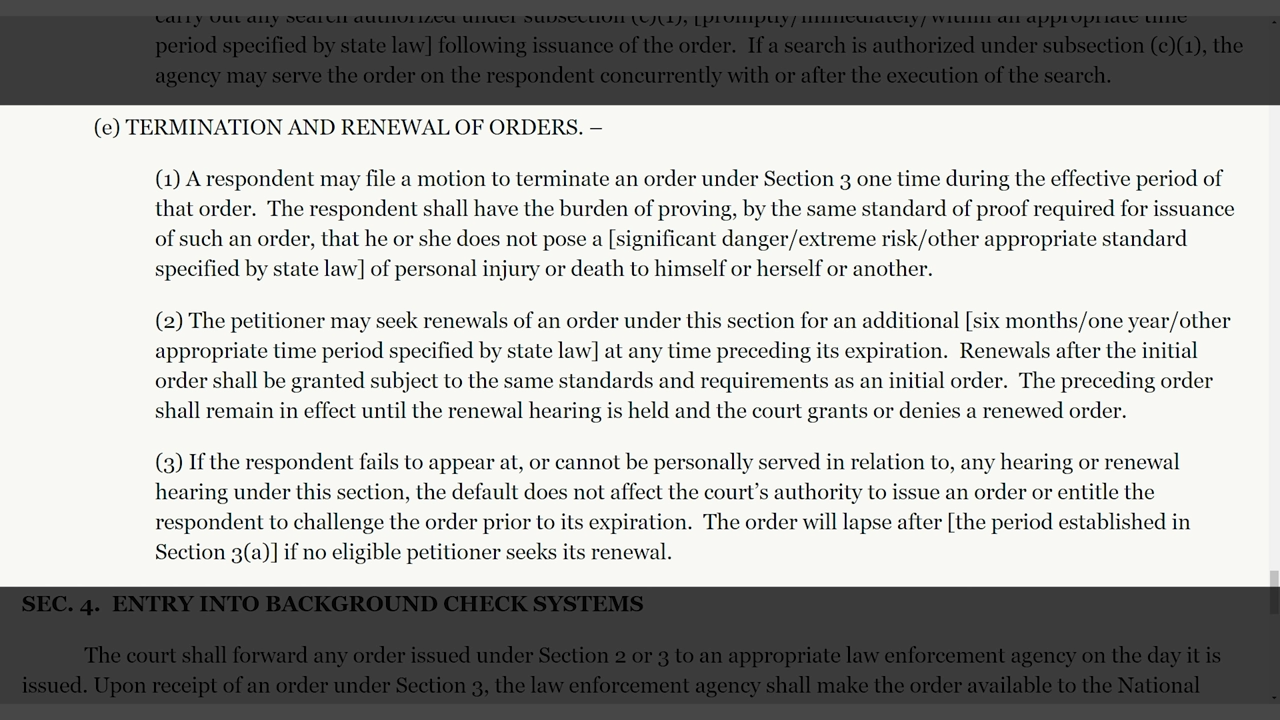 carry out any search authorized under subsection (c)(1), [promptly/immediately/within an appropriate time
period specified by state law] following issuance of the order.  If a search is authorized under subsection (c)(1), the
agency may serve the order on the respondent concurrently with or after the execution of the search.
(e) TERMINATION AND RENEWAL OF ORDERS. –
(1) A respondent may file a motion to terminate an order under Section 3 one time during the effective period of
that order.  The respondent shall have the burden of proving, by the same standard of proof required for issuance
of such an order, that he or she does not pose a [significant danger/extreme risk/other appropriate standard
specified by state law] of personal injury or death to himself or herself or another.
(2) The petitioner may seek renewals of an order under this section for an additional [six months/one year/other
appropriate time period specified by state law] at any time preceding its expiration.  Renewals after the initial
order shall be granted subject to the same standards and requirements as an initial order.  The preceding order
shall remain in effect until the renewal hearing is held and the court grants or denies a renewed order.
(3) If the respondent fails to appear at, or cannot be personally served in relation to, any hearing or renewal
hearing under this section, the default does not affect the court’s authority to issue an order or entitle the
respondent to challenge the order prior to its expiration.  The order will lapse after [the period established in
Section 3(a)] if no eligible petitioner seeks its renewal.
SEC. 4.  ENTRY INTO BACKGROUND CHECK SYSTEMS
The court shall forward any order issued under Section 2 or 3 to an appropriate law enforcement agency on the day it is
issued. Upon receipt of an order under Section 3, the law enforcement agency shall make the order available to the National